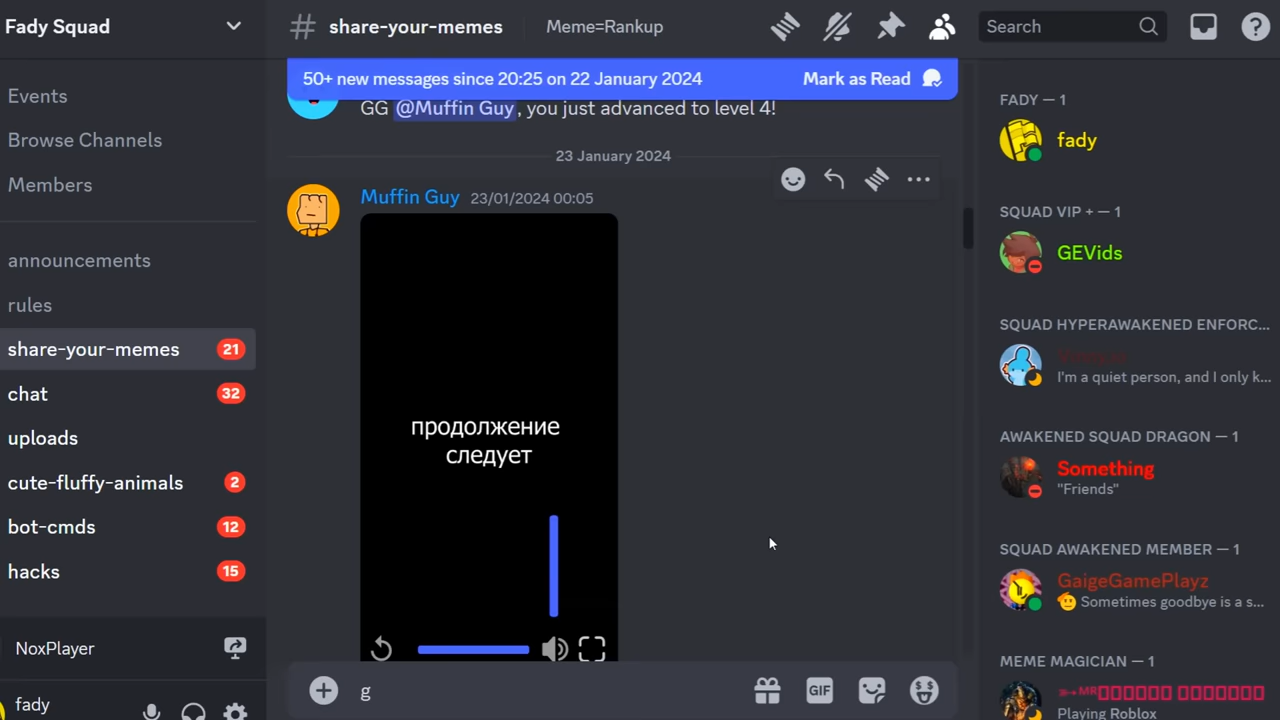 Fady Squad
Events
Browse Channels
Members
announcements
rules
share-your-memes 21
chat 32
uploads
cute-fluffy-animals 2
bot-cmds 12
hacks 15
NoxPlayer
fady
# share-your-memes
Meme=Rankup
Search
50+ new messages since 20:25 on 22 January 2024
Mark as Read
GG @Muffin Guy, you just advanced to level 4!
23 January 2024
Muffin Guy 23/01/2024 00:05
продолжение
следует
g
GIF
FADY — 1
fady
SQUAD VIP + — 1
GEVids
SQUAD HYPERAWAKENED ENFORC...
I'm a quiet person, and I only k...
AWAKENED SQUAD DRAGON — 1
Something
"Friends"
SQUAD AWAKENED MEMBER — 1
GaigeGamePlayz
Sometimes goodbye is a s...
MEME MAGICIAN — 1
Playing Roblox